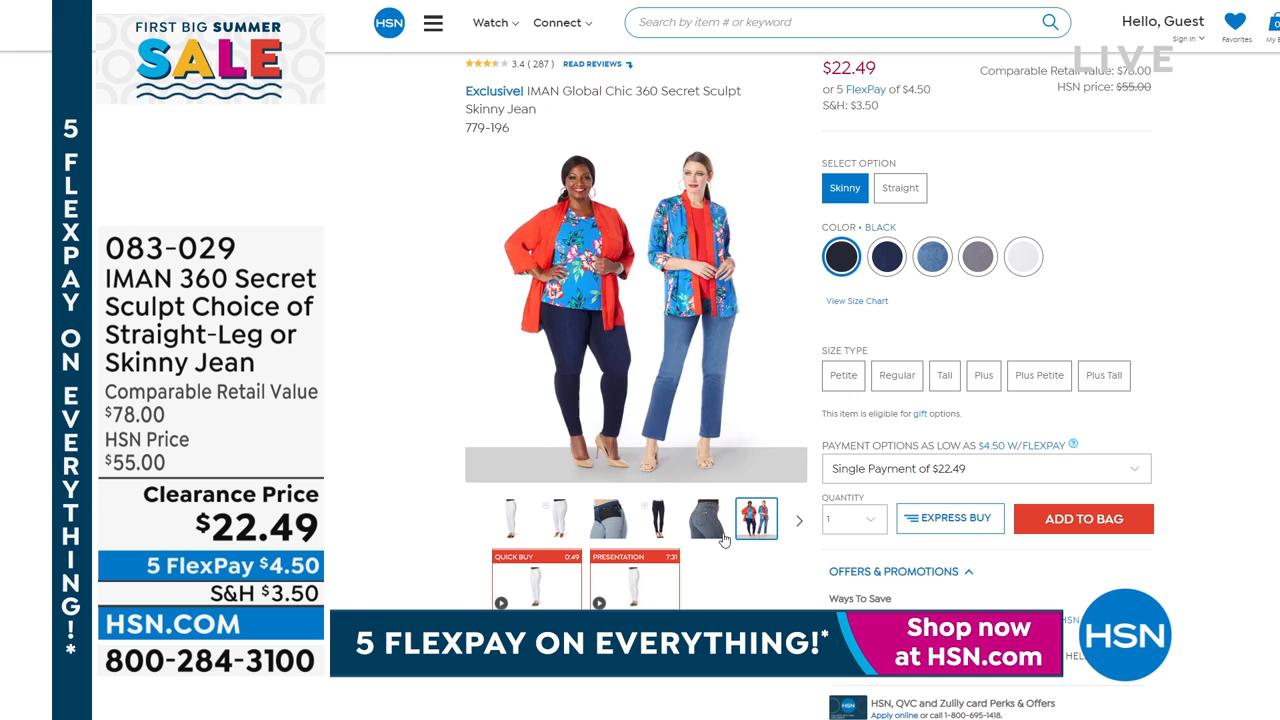 FIRST BIG SUMMER
SALE
5 FLEXPAY ON EVERYTHING!*
083-029
IMAN 360 Secret
Sculpt Choice of
Straight-Leg or
Skinny Jean
Comparable Retail Value
$78.00
HSN Price
$55.00
Clearance Price
$22.49
5 FlexPay $4.50
S&H $3.50
HSN.COM
800-284-3100
HSN
Watch
Connect
Search by item # or keyword
Hello, Guest
Sign In
Favorites
LIVE
3.4 ( 287 )
READ REVIEWS
Exclusive! IMAN Global Chic 360 Secret Sculpt
Skinny Jean
779-196
$22.49
or 5 FlexPay of $4.50
S&H: $3.50
Comparable Retail Value: $78.00
HSN price: $55.00
SELECT OPTION
Skinny
Straight
COLOR • BLACK
View Size Chart
SIZE TYPE
Petite
Regular
Tall
Plus
Plus Petite
Plus Tall
This item is eligible for gift options.
PAYMENT OPTIONS AS LOW AS $4.50 W/FLEXPAY ?
Single Payment of $22.49
QUANTITY
1
EXPRESS BUY
ADD TO BAG
QUICK BUY 0:49
PRESENTATION 7:31
OFFERS & PROMOTIONS
Ways To Save
5 FLEXPAY ON EVERYTHING!*
Shop now
at HSN.com
HSN
HSN, QVC and Zulily card Perks & Offers
Apply online or call 1-800-695-1418.